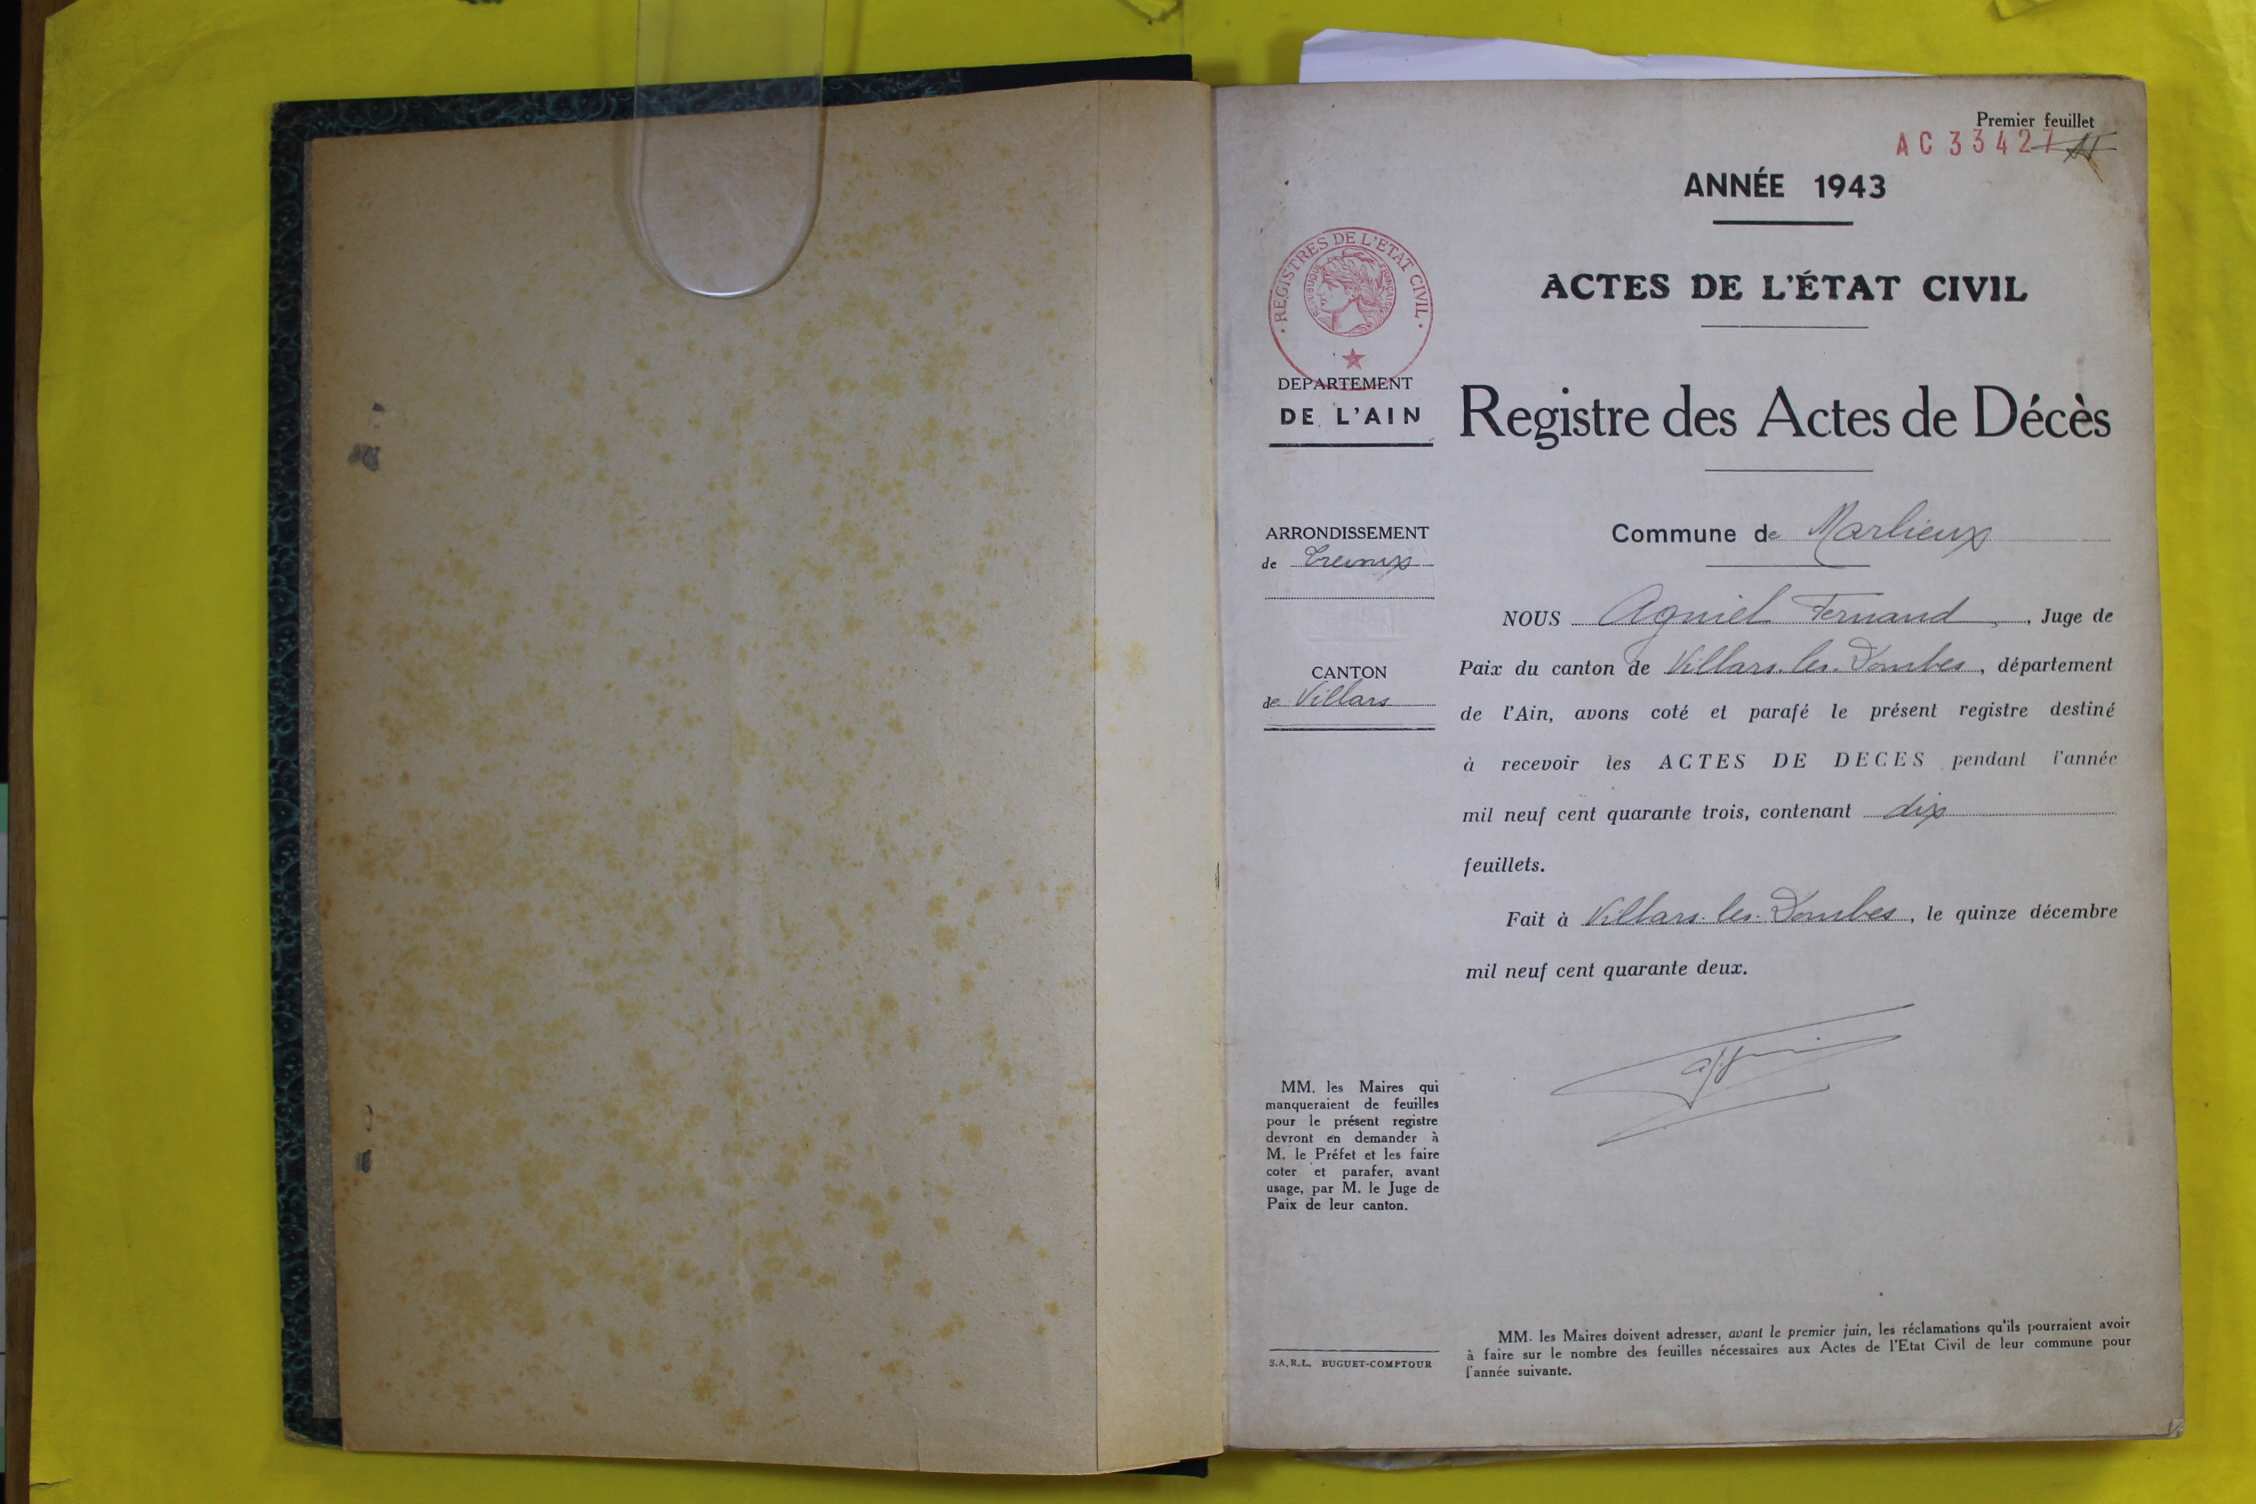 Premier feuillet
AC 33427
ANNÉE 1943
REGISTRES DE L'ETAT CIVIL
RÉPUBLIQUE FRANÇAISE
ACTES DE L'ÉTAT CIVIL
DEPARTEMENT
DE L'AIN
Registre des Actes de Décès
ARRONDISSEMENT
de Trévoux
Commune de Marlieux
NOUS Agniel Fernand, Juge de
CANTON
de Villars
Paix du canton de Villars-les-Dombes, département
de l'Ain, avons coté et parafé le présent registre destiné
à recevoir les ACTES DE DECES pendant l'année
mil neuf cent quarante trois, contenant dix
feuillets.
Fait à Villars-les-Dombes, le quinze décembre
mil neuf cent quarante deux.
MM. les Maires qui
manqueraient de feuilles
pour le présent registre
devront en demander à
M. le Préfet et les faire
coter et parafer, avant
usage, par M. le Juge de
Paix de leur canton.
S.A.R.L. BUGUET-COMPTOUR
MM. les Maires doivent adresser, avant le premier juin, les réclamations qu'ils pourraient avoir
à faire sur le nombre des feuilles nécessaires aux Actes de l'Etat Civil de leur commune pour
l'année suivante.